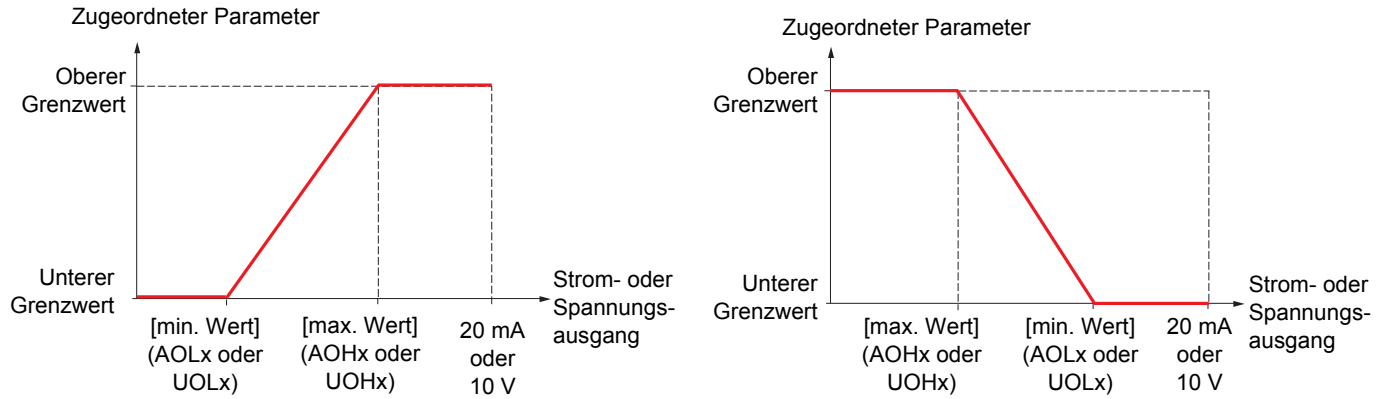 Zugeordneter Parameter
Oberer
Grenzwert
Unterer
Grenzwert
[min. Wert]
(AOLx oder
UOLx)
[max. Wert]
(AOHx oder
UOHx)
20 mA
oder
10 V
Strom- oder
Spannungs-
ausgang
Zugeordneter Parameter
Oberer
Grenzwert
Unterer
Grenzwert
[max. Wert]
(AOHx oder
UOHx)
[min. Wert]
(AOLx oder
UOLx)
20 mA
oder
10 V
Strom- oder
Spannungs-
ausgang